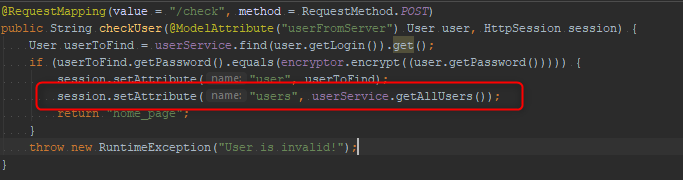 @RequestMapping(value = "/check", method = RequestMethod.POST)
public String checkUser(@ModelAttribute("userFromServer") User user, HttpSession session) {
User userToFind = userService.find(user.getLogin()).get();
if (userToFind.getPassword().equals(encryptor.encrypt((user.getPassword())))) {
session.setAttribute( name: "user", userToFind);
session.setAttribute( name: "users", userService.getAllUsers());
return "home_page";
}
throw new RuntimeException("User is invalid!");
}